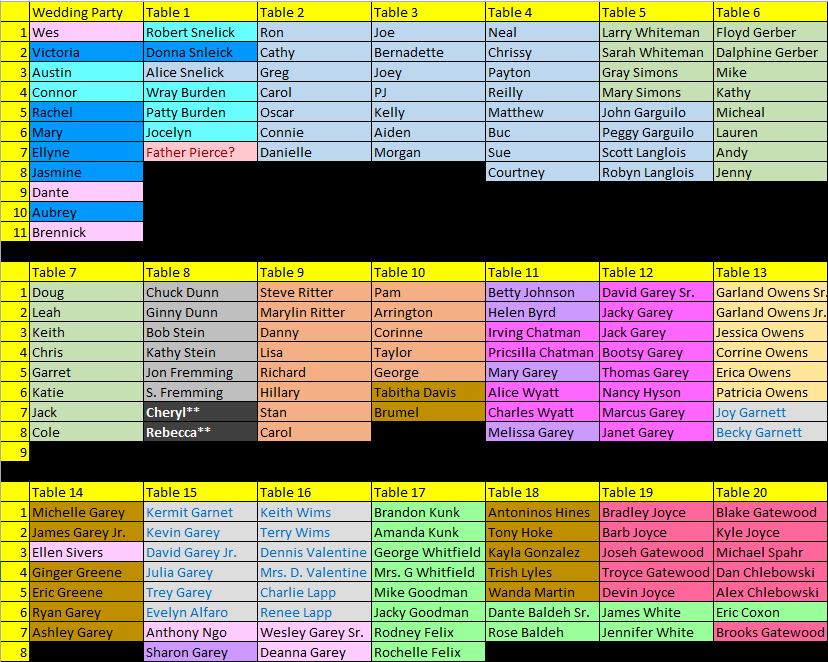 Wedding Party Table 1 Table 2 Table 3 Table 4 Table 5 Table 6
1 Wes Robert Snelick Ron Joe Neal Larry Whiteman Floyd Gerber
2 Victoria Donna Snleick Cathy Bernadette Chrissy Sarah Whiteman Dalphine Gerber
3 Austin Alice Snelick Greg Joey Payton Gray Simons Mike
4 Connor Wray Burden Carol PJ Reilly Mary Simons Kathy
5 Rachel Patty Burden Oscar Kelly Matthew John Garguilo Micheal
6 Mary Jocelyn Connie Aiden Buc Peggy Garguilo Lauren
7 Ellyne Father Pierce? Danielle Morgan Sue Scott Langlois Andy
8 Jasmine Courtney Robyn Langlois Jenny
9 Dante
10 Aubrey
11 Brennick
Table 7 Table 8 Table 9 Table 10 Table 11 Table 12 Table 13
1 Doug Chuck Dunn Steve Ritter Pam Betty Johnson David Garey Sr. Garland Owens Sr.
2 Leah Ginny Dunn Marylin Ritter Arrington Helen Byrd Jacky Garey Garland Owens Jr.
3 Keith Bob Stein Danny Corinne Irving Chatman Jack Garey Jessica Owens
4 Chris Kathy Stein Lisa Taylor Pricsilla Chatman Bootsy Garey Corrine Owens
5 Garret Jon Fremming Richard George Mary Garey Thomas Garey Erica Owens
6 Katie S. Fremming Hillary Tabitha Davis Alice Wyatt Nancy Hyson Patricia Owens
7 Jack Cheryl** Stan Brumel Charles Wyatt Marcus Garey Joy Garnett
8 Cole Rebecca** Carol Melissa Garey Janet Garey Becky Garnett
9
Table 14 Table 15 Table 16 Table 17 Table 18 Table 19 Table 20
1 Michelle Garey Kermit Garnet Keith Wims Brandon Kunk Antoninos Hines Bradley Joyce Blake Gatewood
2 James Garey Jr. Kevin Garey Terry Wims Amanda Kunk Tony Hoke Barb Joyce Kyle Joyce
3 Ellen Sivers David Garey Jr. Dennis Valentine George Whitfield Kayla Gonzalez Joseh Gatewood Michael Spahr
4 Ginger Greene Julia Garey Mrs. D. Valentine Mrs. G Whitfield Trish Lyles Troyce Gatewood Dan Chlebowski
5 Eric Greene Trey Garey Charlie Lapp Mike Goodman Wanda Martin Devin Joyce Alex Chlebowski
6 Ryan Garey Evelyn Alfaro Renee Lapp Jacky Goodman Dante Baldeh Sr. James White Eric Coxon
7 Ashley Garey Anthony Ngo Wesley Garey Sr. Rodney Felix Rose Baldeh Jennifer White Brooks Gatewood
8 Sharon Garey Deanna Garey Rochelle Felix